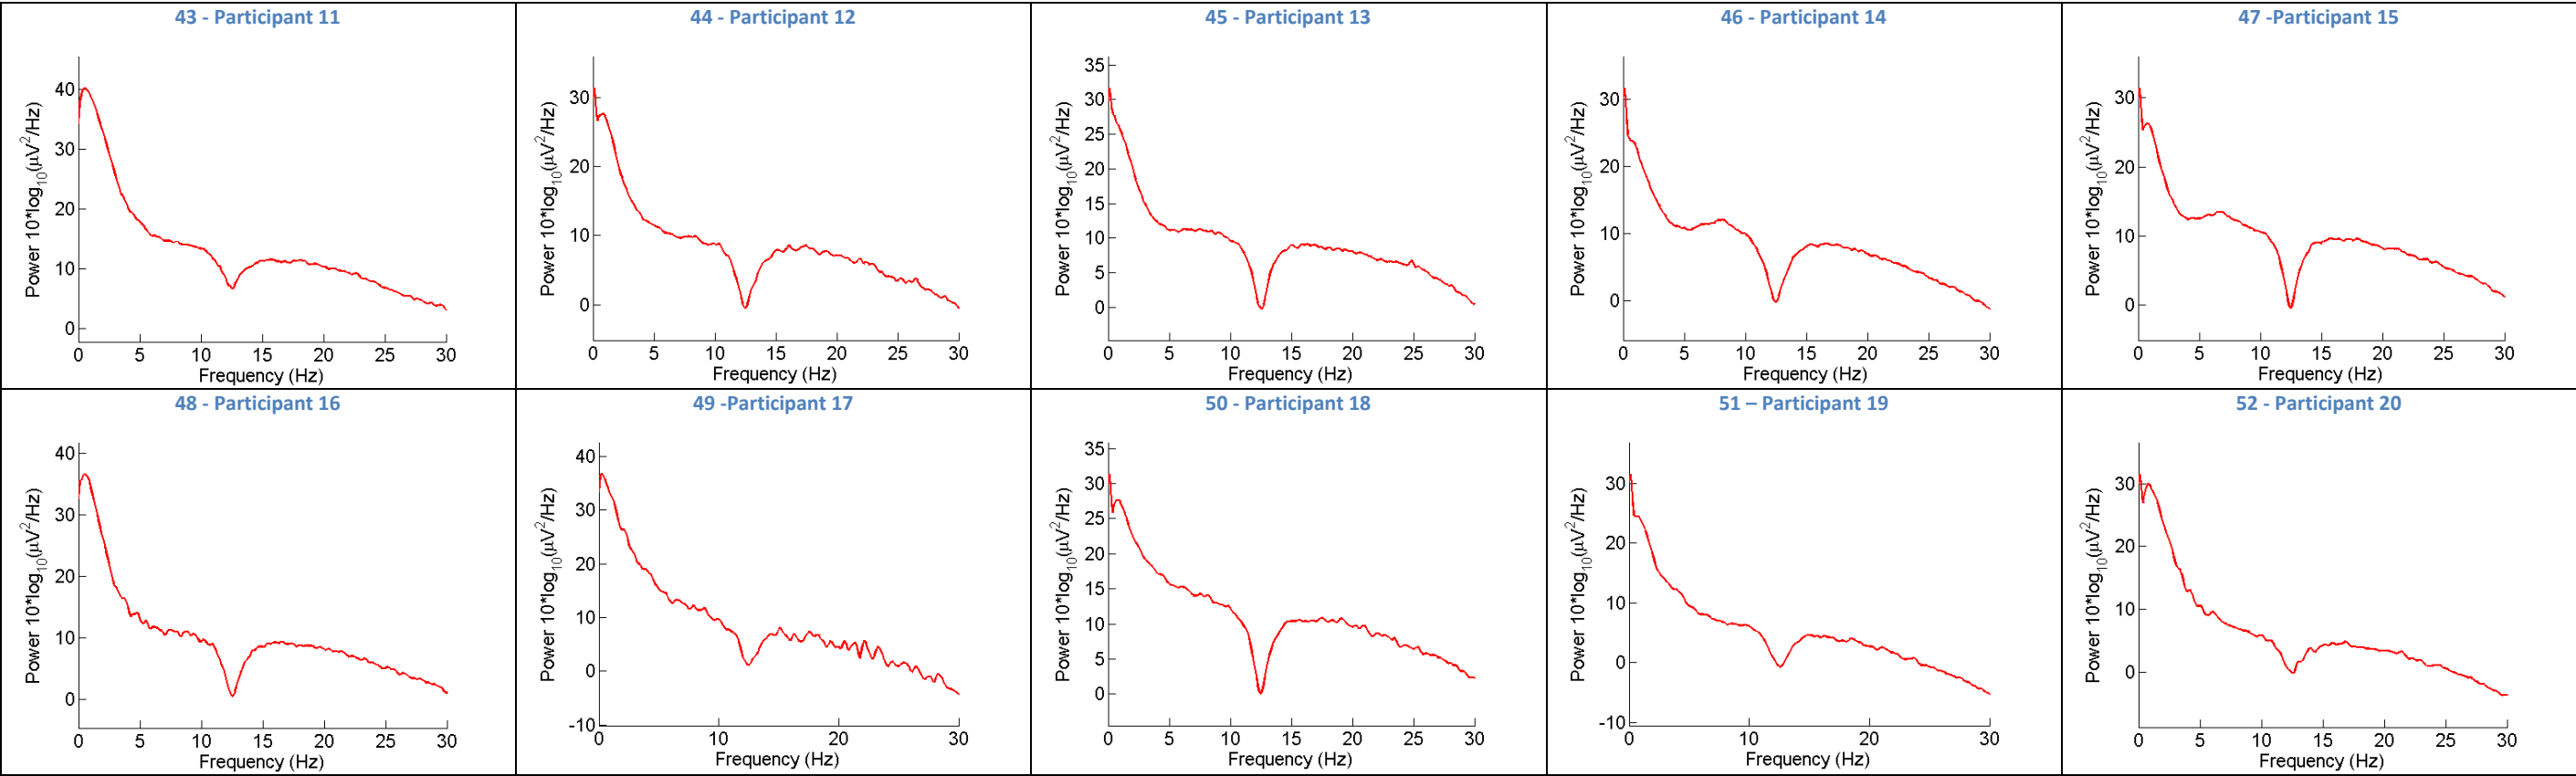 43 - Participant 11
40
30
20
10
0
0 5 10 15 20 25 30
Frequency (Hz)
Power 10*log10(μV2/Hz)
44 - Participant 12
30
20
10
0
0 5 10 15 20 25 30
Frequency (Hz)
Power 10*log10(μV2/Hz)
45 - Participant 13
35
30
25
20
15
10
5
0
0 5 10 15 20 25 30
Frequency (Hz)
Power 10*log10(μV2/Hz)
46 - Participant 14
30
20
10
0
0 5 10 15 20 25 30
Frequency (Hz)
Power 10*log10(μV2/Hz)
47 -Participant 15
30
20
10
0
0 5 10 15 20 25 30
Frequency (Hz)
Power 10*log10(μV2/Hz)
48 - Participant 16
40
30
20
10
0
0 5 10 15 20 25 30
Frequency (Hz)
Power 10*log10(μV2/Hz)
49 -Participant 17
40
30
20
10
0
-10
0 10 20 30
Frequency (Hz)
Power 10*log10(μV2/Hz)
50 - Participant 18
35
30
25
20
15
10
5
0
0 5 10 15 20 25 30
Frequency (Hz)
Power 10*log10(μV2/Hz)
51 – Participant 19
30
20
10
0
-10
0 10 20 30
Frequency (Hz)
Power 10*log10(μV2/Hz)
52 - Participant 20
30
20
10
0
0 5 10 15 20 25 30
Frequency (Hz)
Power 10*log10(μV2/Hz)